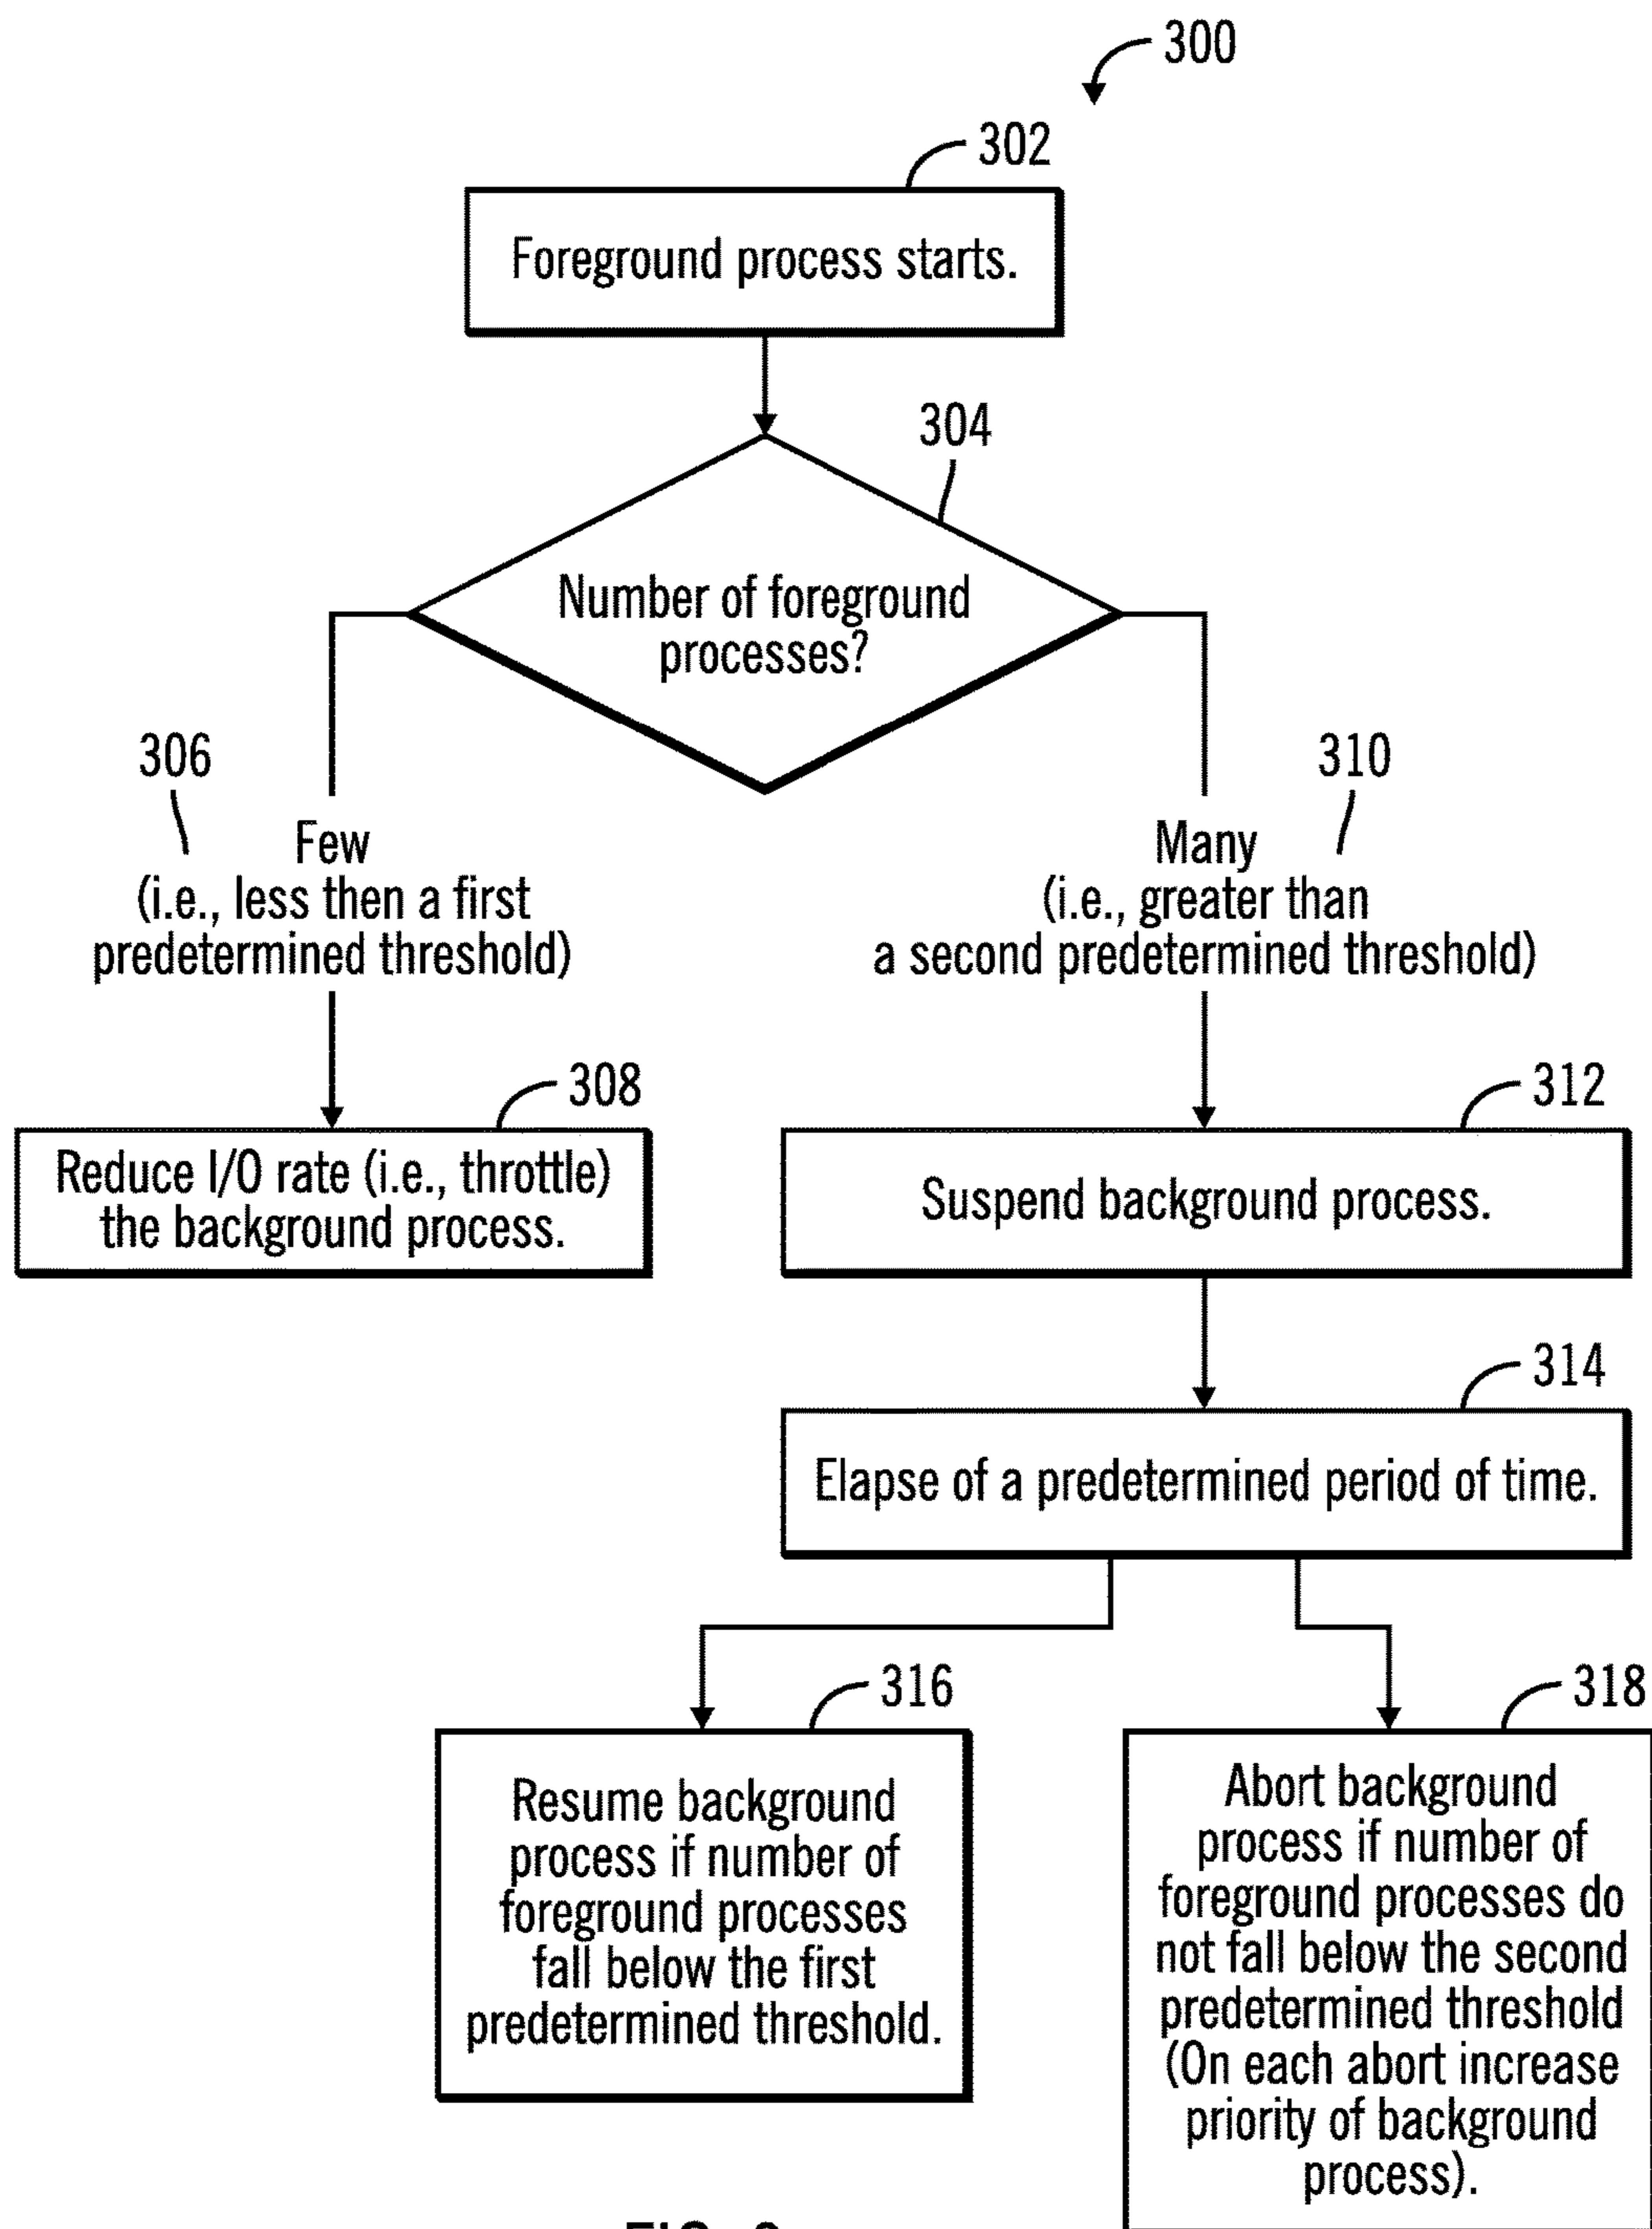 300
302
Foreground process starts.
304
Number of foreground
processes?
306
Few
(i.e., less then a first
predetermined threshold)
310
Many
(i.e., greater than
a second predetermined threshold)
308
Reduce I/O rate (i.e., throttle)
the background process.
312
Suspend background process.
314
Elapse of a predetermined period of time.
316
Resume background
process if number of
foreground processes
fall below the first
predetermined threshold.
318
Abort background
process if number of
foreground processes do
not fall below the second
predetermined threshold
(On each abort increase
priority of background
process).